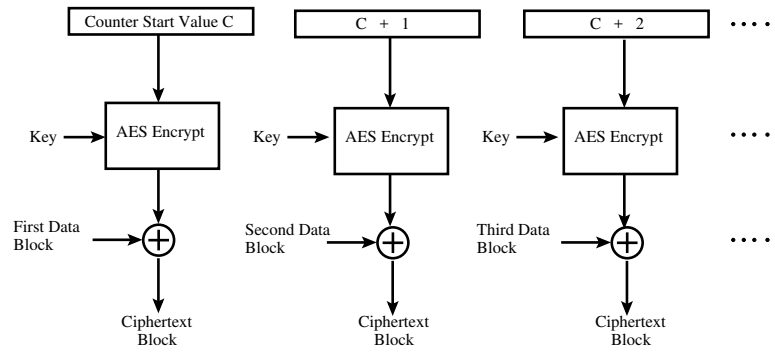 Counter Start Value C
C + 1
C + 2
Key
AES Encrypt
Key
AES Encrypt
Key
AES Encrypt
First Data
Block
Second Data
Block
Third Data
Block
Ciphertext
Block
Ciphertext
Block
Ciphertext
Block